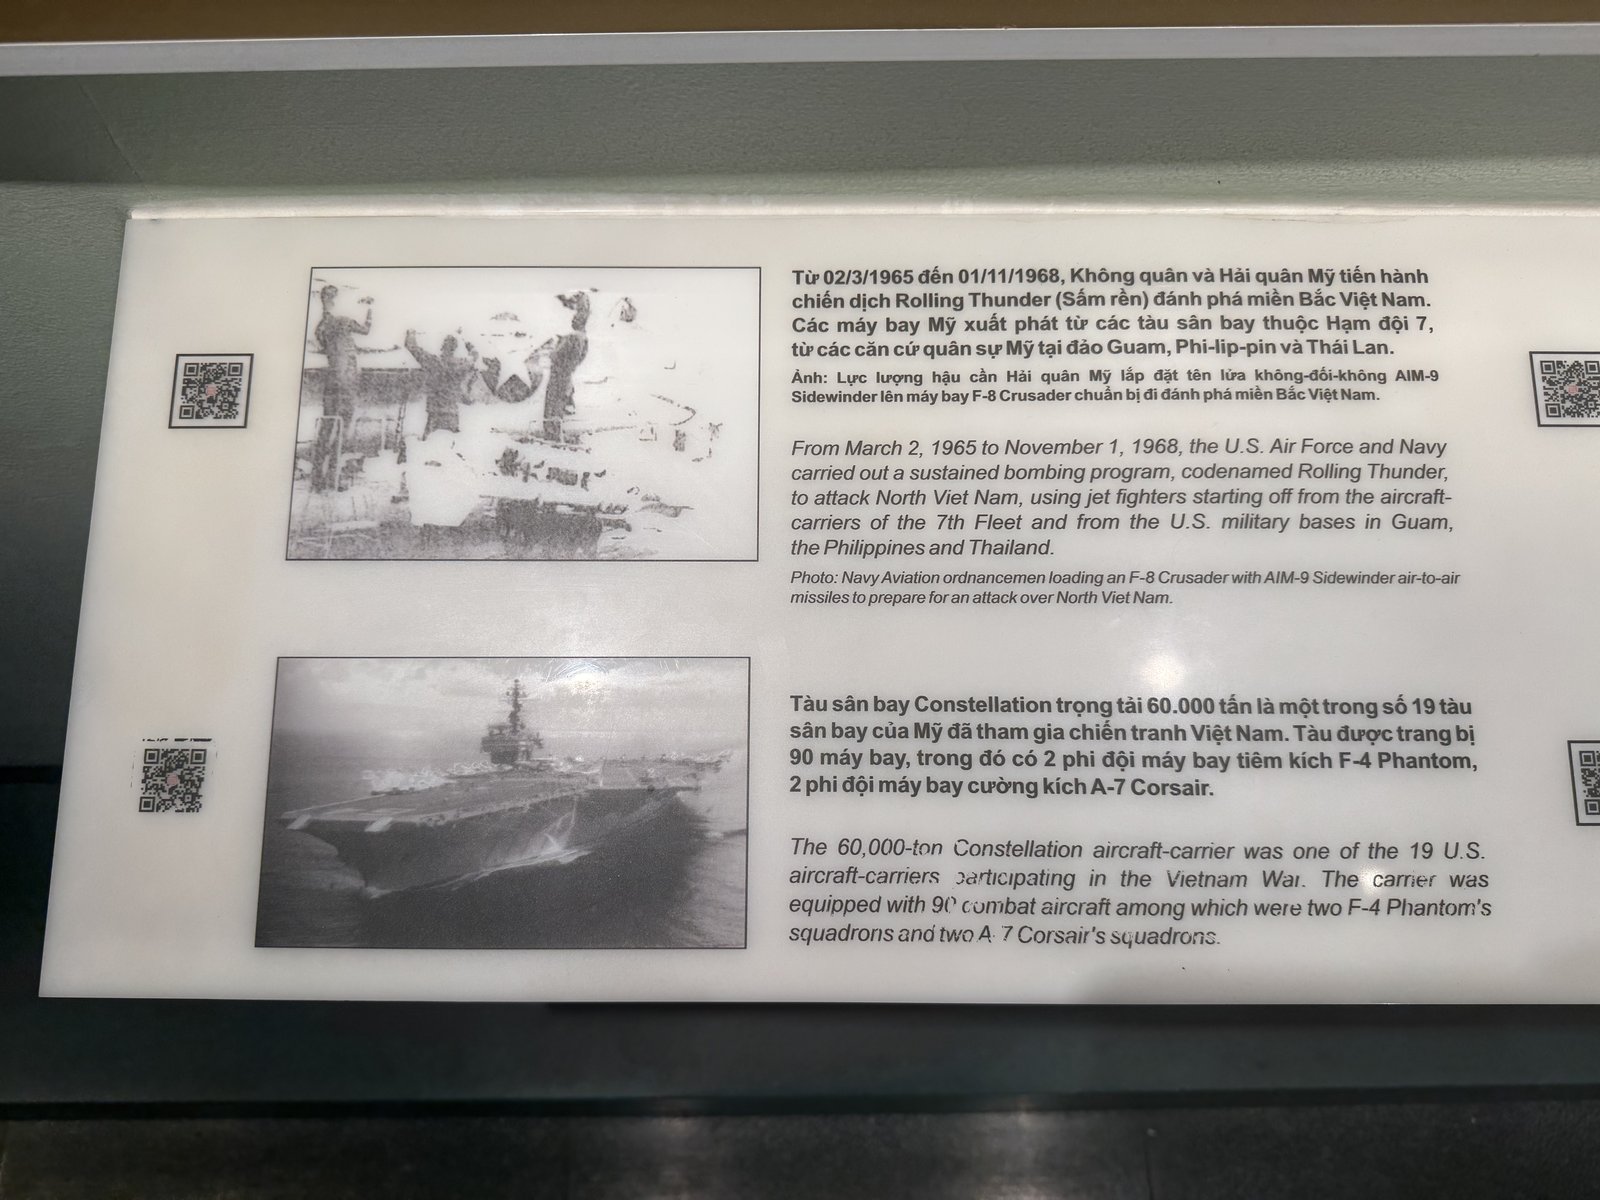 Từ 02/3/1965 đến 01/11/1968, Không quân và Hải quân Mỹ tiến hành
chiến dịch Rolling Thunder (Sấm rền) đánh phá miền Bắc Việt Nam.
Các máy bay Mỹ xuất phát từ các tàu sân bay thuộc Hạm đội 7,
từ các căn cứ quân sự Mỹ tại đảo Guam, Phi-lip-pin và Thái Lan.
Ảnh: Lực lượng hậu cần Hải quân Mỹ lắp đặt tên lửa không-đối-không AIM-9
Sidewinder lên máy bay F-8 Crusader chuẩn bị đi đánh phá miền Bắc Việt Nam.
From March 2, 1965 to November 1, 1968, the U.S. Air Force and Navy
carried out a sustained bombing program, codenamed Rolling Thunder,
to attack North Viet Nam, using jet fighters starting off from the aircraft-
carriers of the 7th Fleet and from the U.S. military bases in Guam,
the Philippines and Thailand.
Photo: Navy Aviation ordnancemen loading an F-8 Crusader with AIM-9 Sidewinder air-to-air
missiles to prepare for an attack over North Viet Nam.
Tàu sân bay Constellation trọng tải 60.000 tấn là một trong số 19 tàu
sân bay của Mỹ đã tham gia chiến tranh Việt Nam. Tàu được trang bị
90 máy bay, trong đó có 2 phi đội máy bay tiêm kích F-4 Phantom,
2 phi đội máy bay cường kích A-7 Corsair.
The 60,000-ton Constellation aircraft-carrier was one of the 19 U.S.
aircraft-carriers participating in the Vietnam War. The carrier was
equipped with 90 combat aircraft among which were two F-4 Phantom's
squadrons and two A-7 Corsair's squadrons.